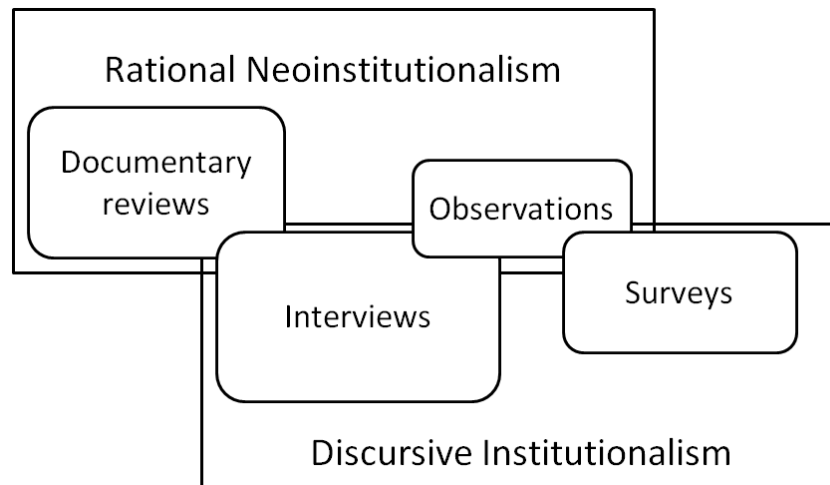 Rational Neoinstitutionalism
Documentary
reviews
Observations
Interviews
Surveys
Discursive Institutionalism